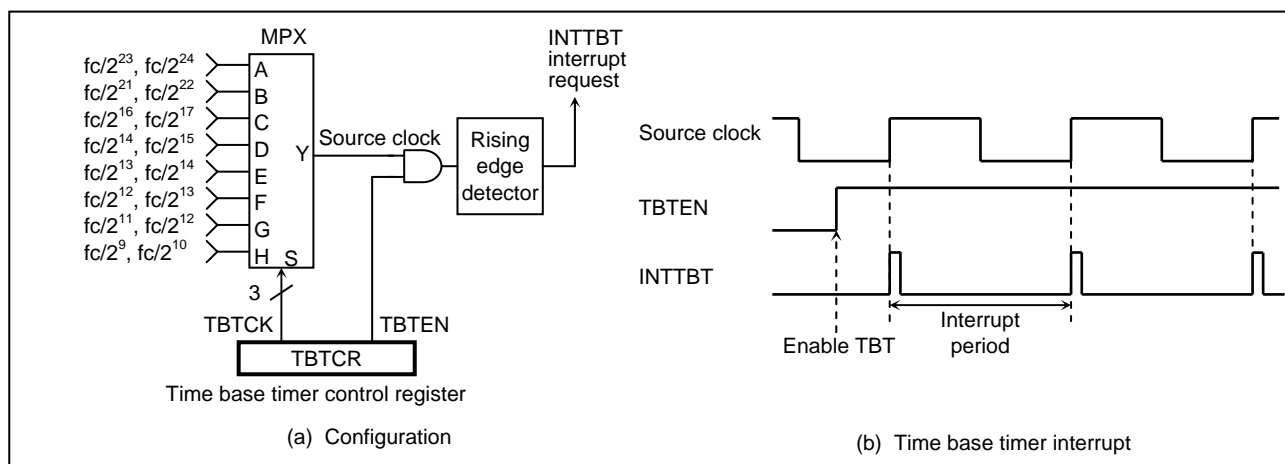 MPX
fc/2^23, fc/2^24
fc/2^21, fc/2^22
fc/2^16, fc/2^17
fc/2^14, fc/2^15
fc/2^13, fc/2^14
fc/2^12, fc/2^13
fc/2^11, fc/2^12
fc/2^9, fc/2^10
A
B
C
D
E
F
G
H
S
Y
Source clock
Rising
edge
detector
INTTBT
interrupt
request
3
TBTCK
TBTEN
TBTCR
Time base timer control register
(a) Configuration
Source clock
TBTEN
INTTBT
Enable TBT
Interrupt
period
(b) Time base timer interrupt